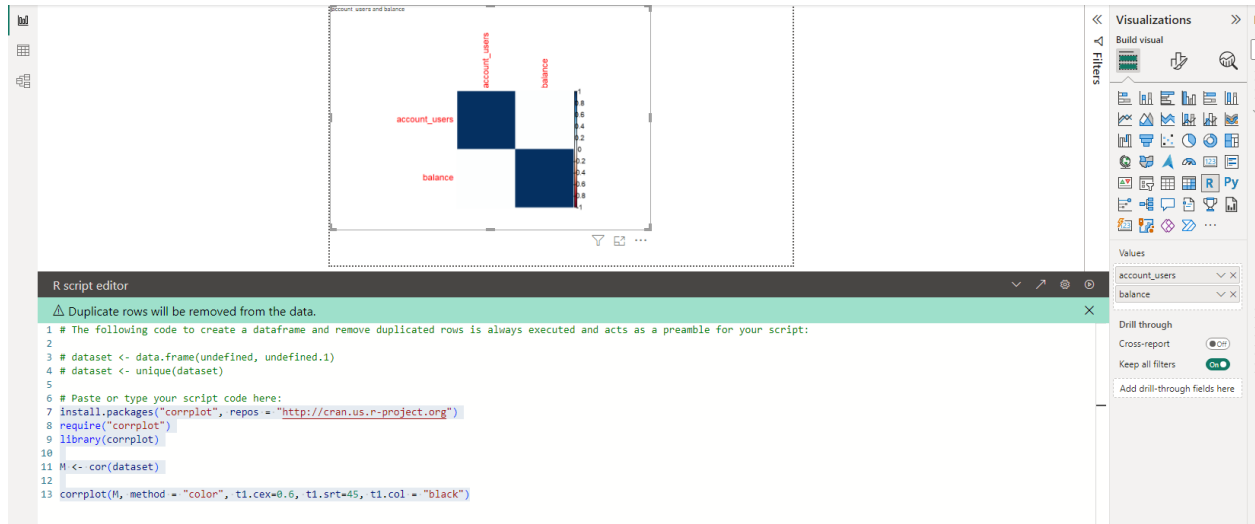 account_users and balance
account_users
balance
account_users
balance
1
0.8
0.6
0.4
0.2
0
-0.2
-0.4
-0.6
-0.8
-1
R script editor
Duplicate rows will be removed from the data.
1 # The following code to create a dataframe and remove duplicated rows is always executed and acts as a preamble for your script:
2
3 # dataset <- data.frame(undefined, undefined.1)
4 # dataset <- unique(dataset)
5
6 # Paste or type your script code here:
7 install.packages("corrplot", repos = "http://cran.us.r-project.org")
8 require("corrplot")
9 library(corrplot)
10
11 M <- cor(dataset)
12
13 corrplot(M, method = "color", t1.cex=0.6, t1.srt=45, t1.col = "black")
Filters
Visualizations
Build visual
123
R
Py
Values
account_users
balance
Drill through
Cross-report
Off
Keep all filters
On
Add drill-through fields here